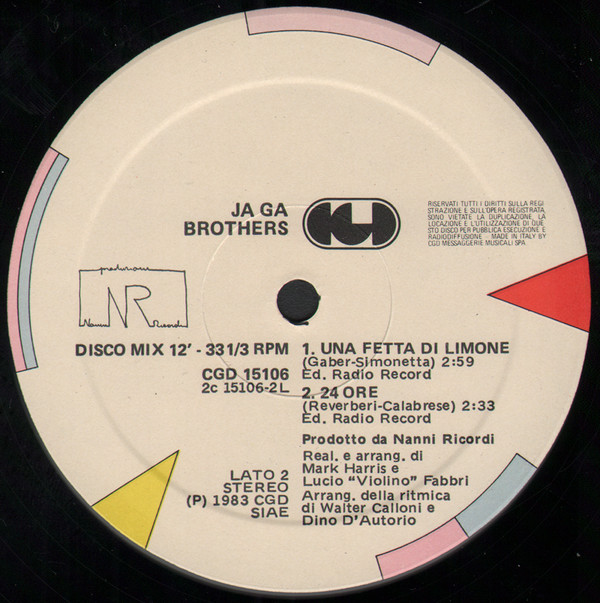 JA GA
BROTHERS
CGD
RISERVATI TUTTI I DIRITTI SULLA REGI
STRAZIONE E SULL'OPERA REGISTRATA.
SONO VIETATE LA DUPLICAZIONE, LA
LOCAZIONE E L'UTILIZZAZIONE DI QUE
STO DISCO PER PUBBLICA ESECUZIONE E
RADIODIFFUSIONE - MADE IN ITALY BY
CGD MESSAGGERIE MUSICALI SPA
produzione
NR
Nanni Ricordi
DISCO MIX 12' - 33 1/3 RPM
CGD 15106
2c 15106-2L
1. UNA FETTA DI LIMONE
(Gaber-Simonetta) 2:59
Ed. Radio Record
2. 24 ORE
(Reverberi-Calabrese) 2:33
Ed. Radio Record
Prodotto da Nanni Ricordi
Real. e arrang. di
Mark Harris e
Lucio "Violino" Fabbri
Arrang. della ritmica
di Walter Calloni e
Dino D'Autorio
LATO 2
STEREO
(P) 1983 CGD
SIAE